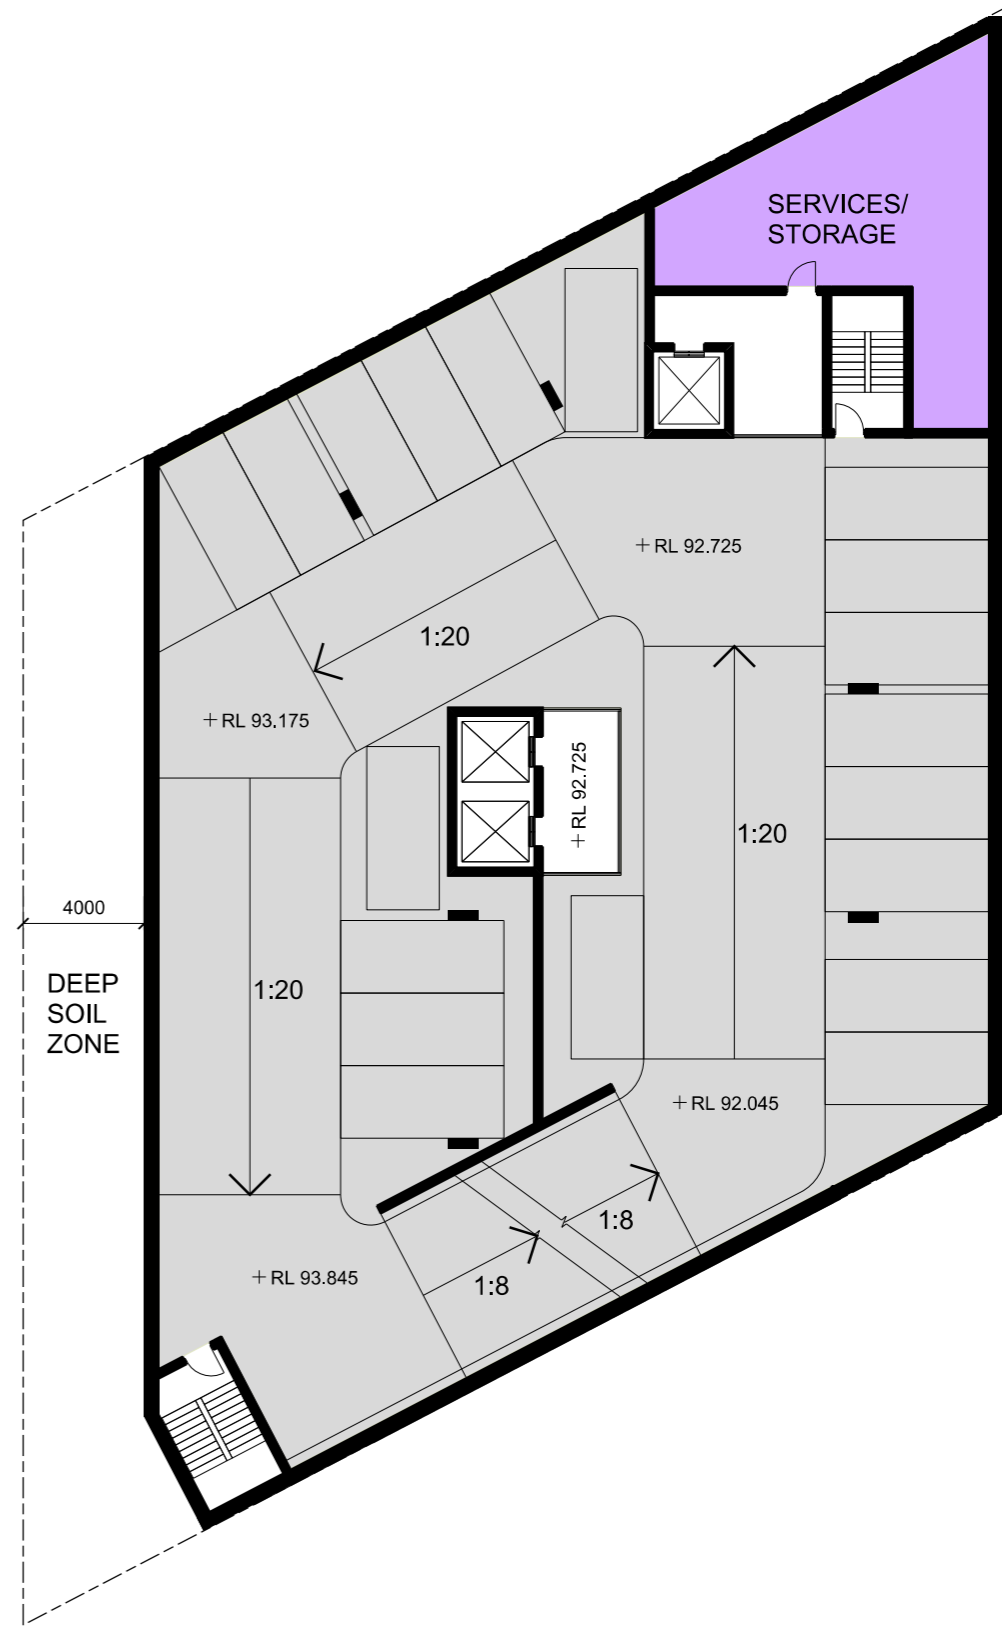 SERVICES/
STORAGE
+ RL 92.725
1:20
+ RL 93.175
+ RL 92.725
1:20
4000
DEEP
SOIL
ZONE
1:20
+ RL 92.045
1:8
1:8
+ RL 93.845